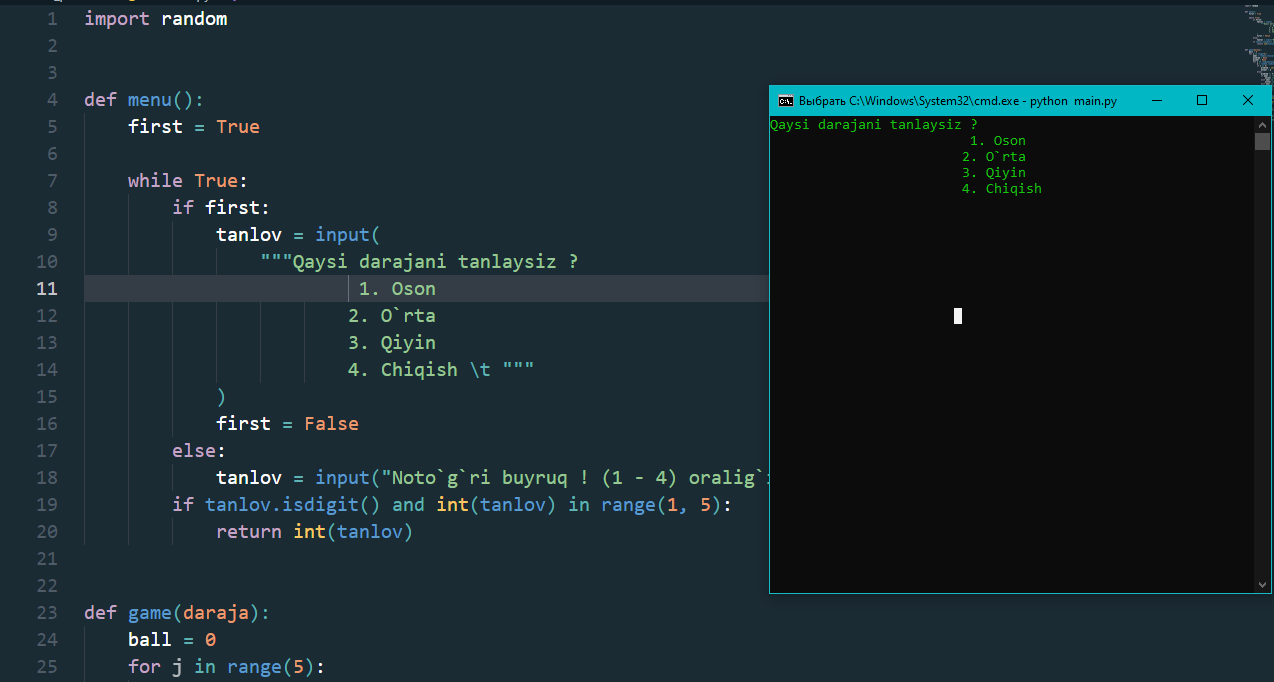 1 import random
2
3
4 def menu():
5 first = True
6
7 while True:
8 if first:
9 tanlov = input(
10 """Qaysi darajani tanlaysiz ?
11 1. Oson
12 2. O`rta
13 3. Qiyin
14 4. Chiqish \t """
15 )
16 first = False
17 else:
18 tanlov = input("Noto`g`ri buyruq ! (1 - 4) oralig`
19 if tanlov.isdigit() and int(tanlov) in range(1, 5):
20 return int(tanlov)
21
22
23 def game(daraja):
24 ball = 0
25 for j in range(5):
Выбрать C:\Windows\System32\cmd.exe - python main.py
Qaysi darajani tanlaysiz ?
1. Oson
2. O`rta
3. Qiyin
4. Chiqish